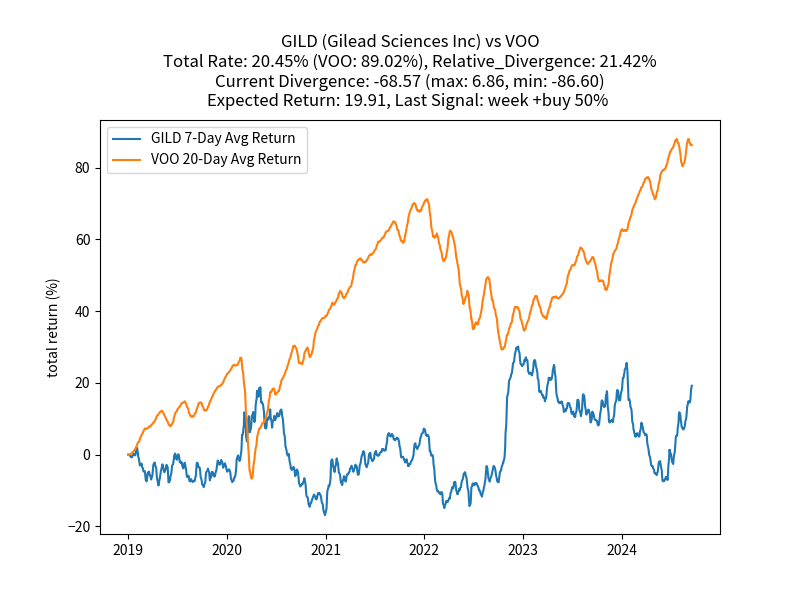 GILD (Gilead Sciences Inc) vs VOO
Total Rate: 20.45% (VOO: 89.02%), Relative_Divergence: 21.42%
Current Divergence: -68.57 (max: 6.86, min: -86.60)
Expected Return: 19.91, Last Signal: week +buy 50%
GILD 7-Day Avg Return
VOO 20-Day Avg Return
total return (%)
80
60
40
20
0
−20
2019
2020
2021
2022
2023
2024